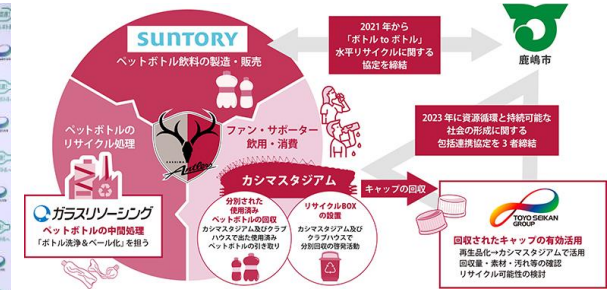 SUNTORY
ペットボトル飲料の製造・販売
2021年から
「ボトル to ボトル」
水平リサイクルに関する
協定を締結
鹿嶋市
ペットボトルの
リサイクル処理
KASHIMA
Antlers
ファン・サポーター
飲用・消費
2023年に資源循環と持続可能な
社会の形成に関する
包括連携協定を3者締結
ガラスリソーシング
ペットボトルの中間処理
「ボトル洗浄＆ベール化」を担う
カシマスタジアム
分別された
使用済み
ペットボトルの回収
カシマスタジアム及びクラブ
ハウスで出た使用済み
ペットボトルの引き取り
リサイクルBOX
の設置
カシマスタジアム及び
クラブハウスで
分別回収の啓発活動
キャップの回収
TOYO SEIKAN
GROUP
回収されたキャップの有効活用
再生品化→カシマスタジアムで活用
回収量・素材・汚れ等の確認
リサイクル可能性の検討